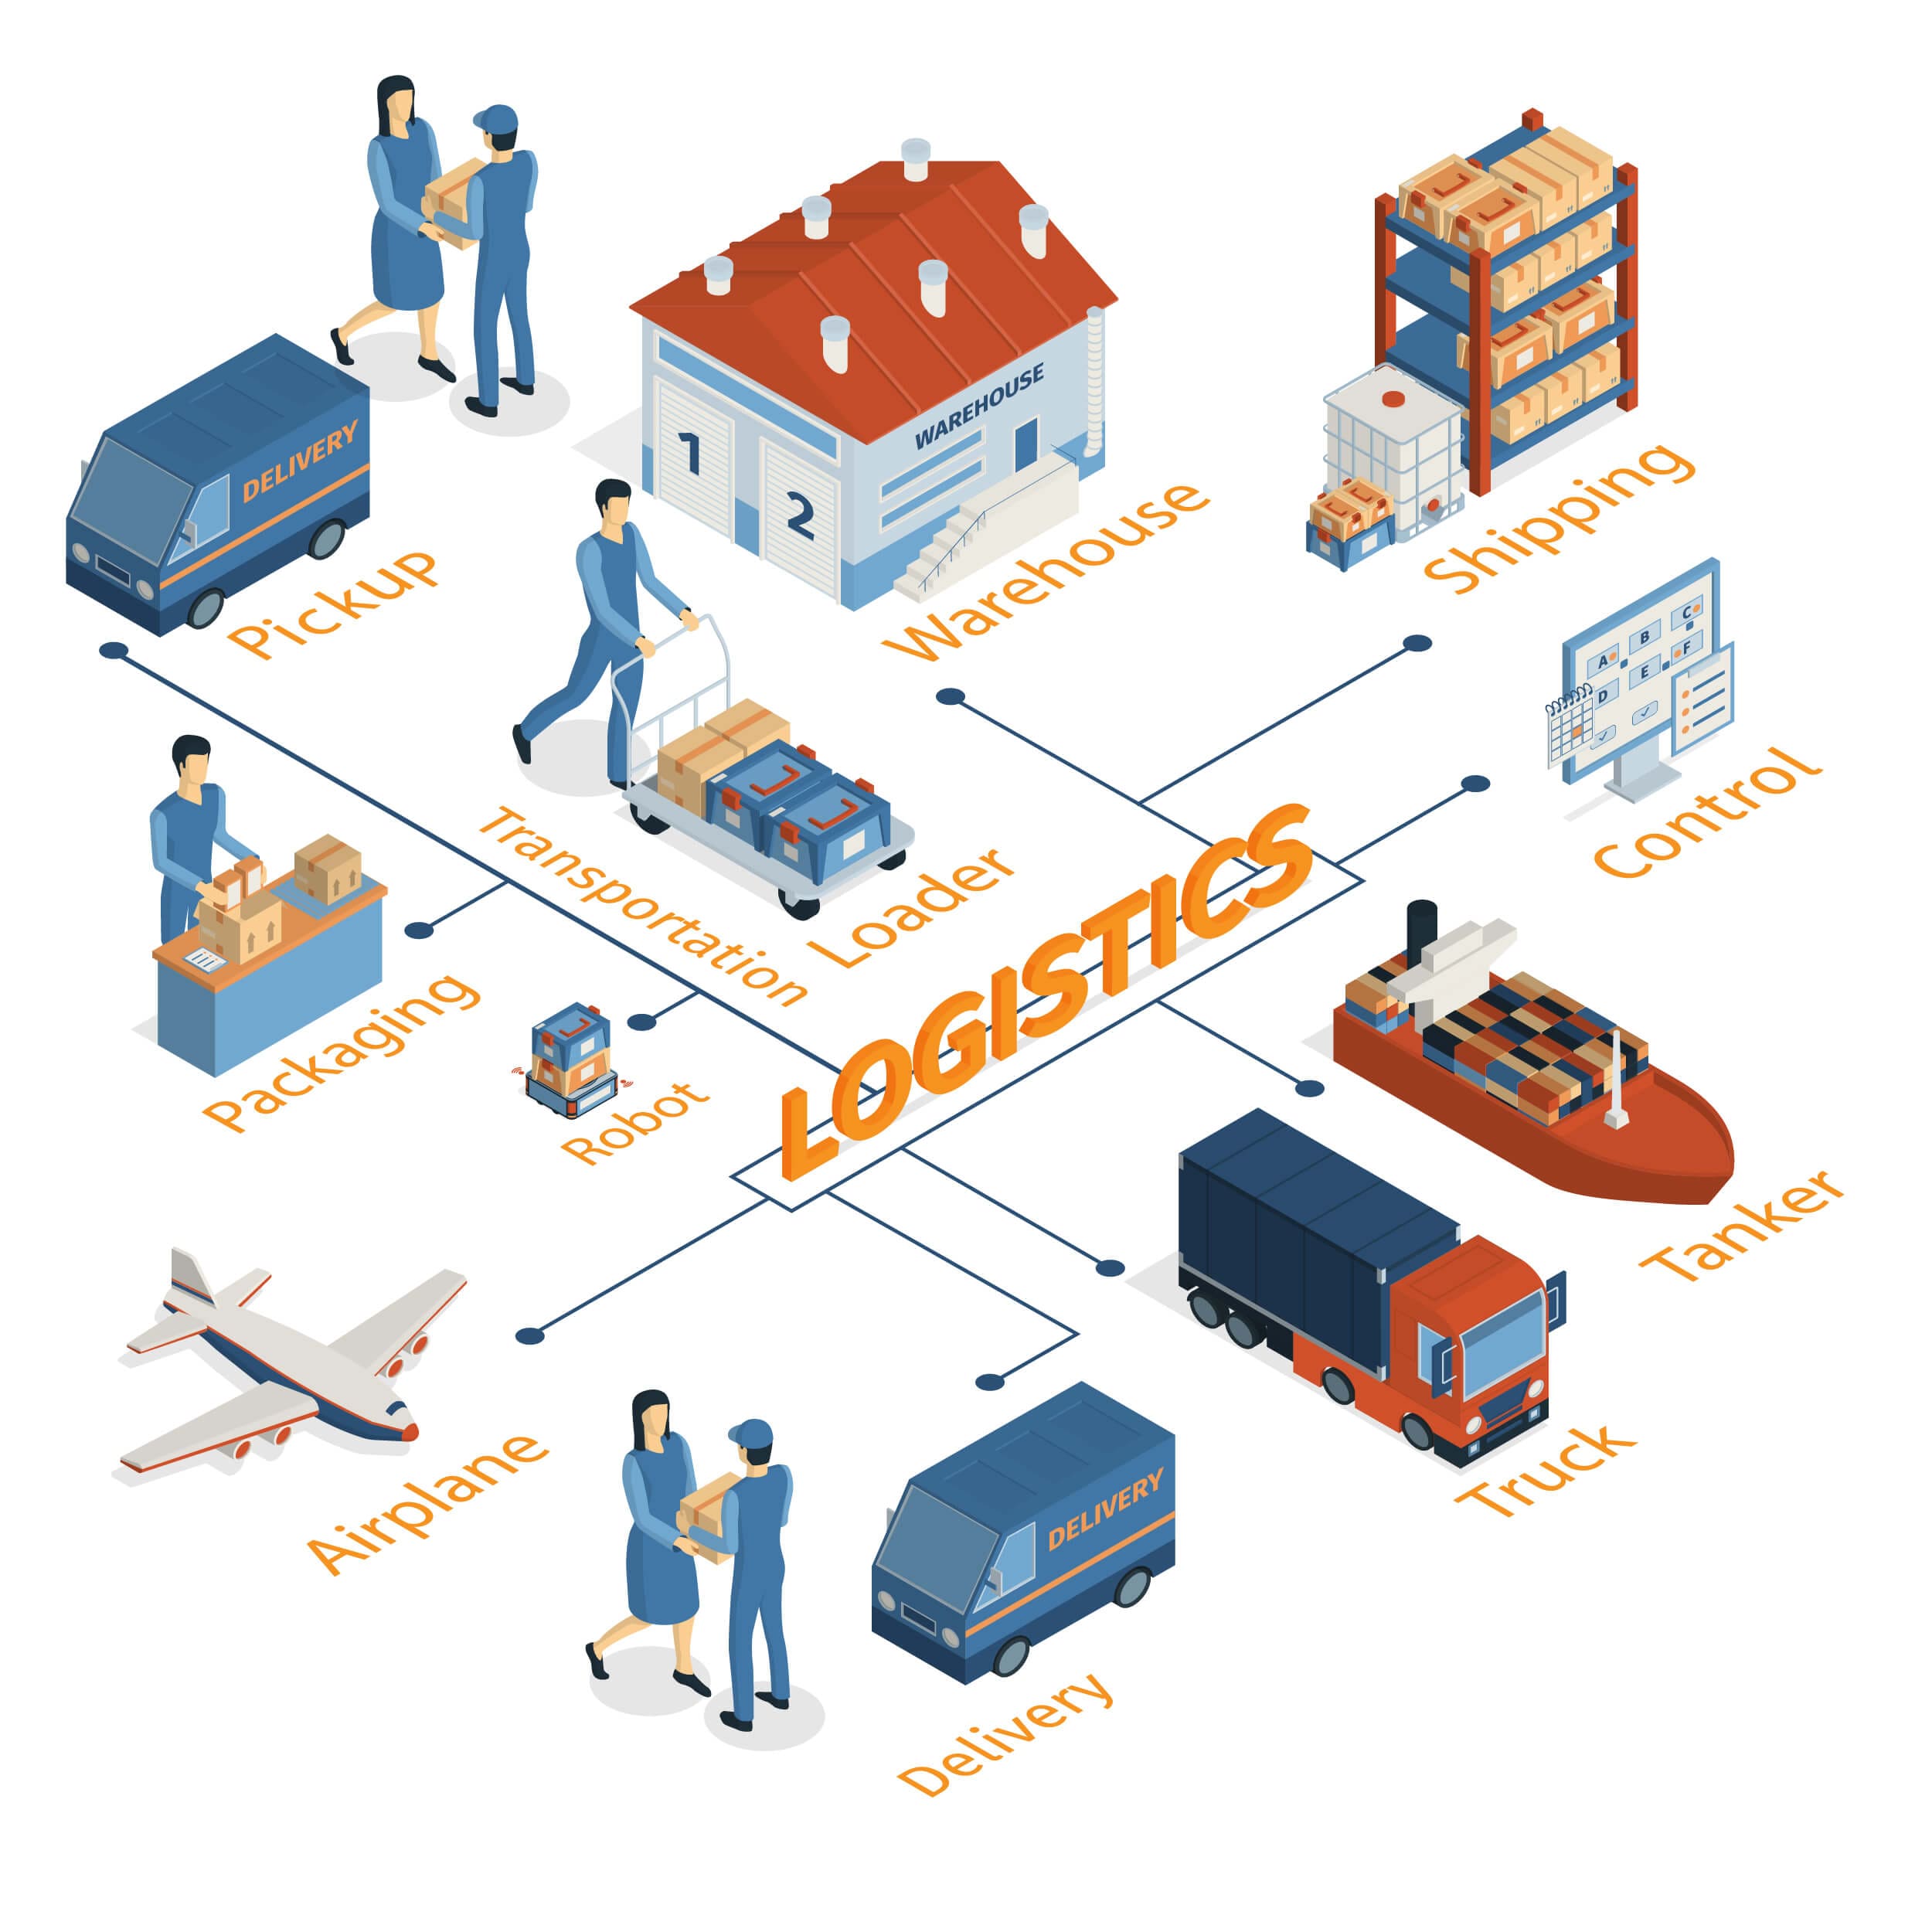 DELIVERY
Pickup
1
2
WAREHOUSE
Warehouse
Shipping
A
B
C
D
E
F
Control
Transportation
Loader
Packaging
Robot
LOGISTICS
Tanker
Truck
Airplane
DELIVERY
Delivery